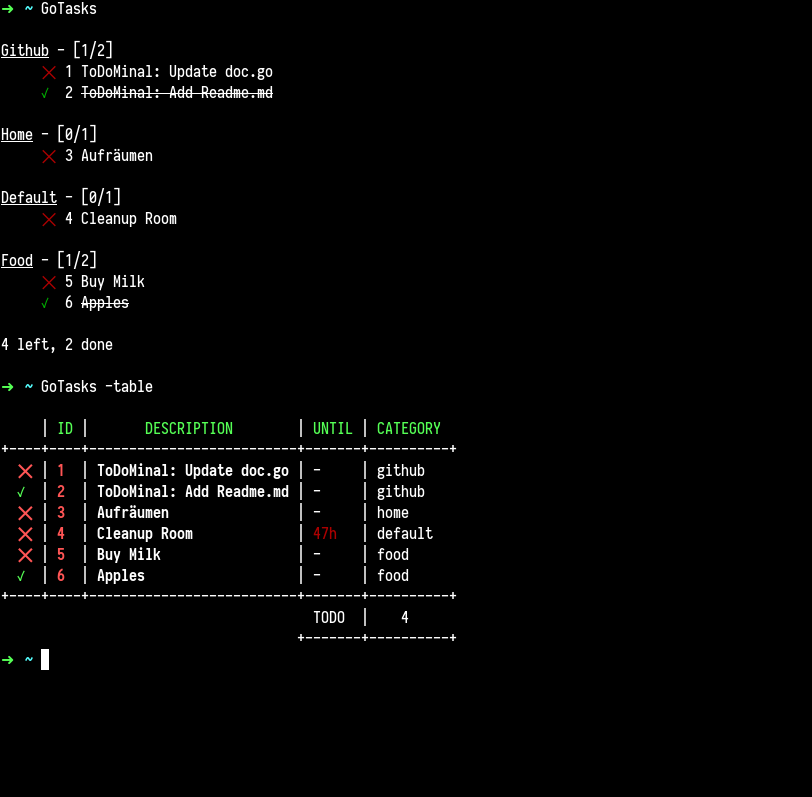 ➜ ~ GoTasks
Github - [1/2]
❌ 1 ToDoMinal: Update doc.go
✓ 2 ToDoMinal: Add Readme.md
Home - [0/1]
❌ 3 Aufräumen
Default - [0/1]
❌ 4 Cleanup Room
Food - [1/2]
❌ 5 Buy Milk
✓ 6 Apples
4 left, 2 done
➜ ~ GoTasks -table
| ID | DESCRIPTION | UNTIL | CATEGORY
+----+----+--------------------------+-------+----------+
❌ | 1 | ToDoMinal: Update doc.go | - | github
✓ | 2 | ToDoMinal: Add Readme.md | - | github
❌ | 3 | Aufräumen | - | home
❌ | 4 | Cleanup Room | 47h | default
❌ | 5 | Buy Milk | - | food
✓ | 6 | Apples | - | food
+----+----+--------------------------+-------+----------+
TODO | 4
+-------+----------+
➜ ~